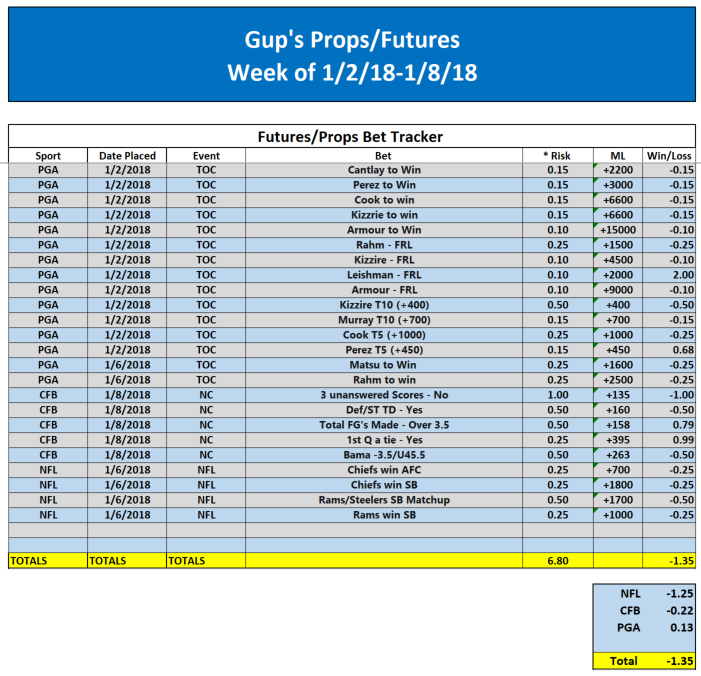 Gup's Props/Futures
Week of 1/2/18-1/8/18
Futures/Props Bet Tracker
Sport Date Placed Event Bet * Risk ML Win/Loss
PGA 1/2/2018 TOC Cantlay to Win 0.15 +2200 -0.15
PGA 1/2/2018 TOC Perez to Win 0.15 +3000 -0.15
PGA 1/2/2018 TOC Cook to win 0.15 +6600 -0.15
PGA 1/2/2018 TOC Kizzrie to win 0.15 +6600 -0.15
PGA 1/2/2018 TOC Armour to Win 0.10 +15000 -0.10
PGA 1/2/2018 TOC Rahm - FRL 0.25 +1500 -0.25
PGA 1/2/2018 TOC Kizzire - FRL 0.10 +4500 -0.10
PGA 1/2/2018 TOC Leishman - FRL 0.10 +2000 2.00
PGA 1/2/2018 TOC Armour - FRL 0.10 +9000 -0.10
PGA 1/2/2018 TOC Kizzire T10 (+400) 0.50 +400 -0.50
PGA 1/2/2018 TOC Murray T10 (+700) 0.15 +700 -0.15
PGA 1/2/2018 TOC Cook T5 (+1000) 0.25 +1000 -0.25
PGA 1/2/2018 TOC Perez T5 (+450) 0.15 +450 0.68
PGA 1/6/2018 TOC Matsu to Win 0.25 +1600 -0.25
PGA 1/6/2018 TOC Rahm to win 0.25 +2500 -0.25
CFB 1/8/2018 NC 3 unanswered Scores - No 1.00 +135 -1.00
CFB 1/8/2018 NC Def/ST TD - Yes 0.50 +160 -0.50
CFB 1/8/2018 NC Total FG's Made - Over 3.5 0.50 +158 0.79
CFB 1/8/2018 NC 1st Q a tie - Yes 0.25 +395 0.99
CFB 1/8/2018 NC Bama -3.5/U45.5 0.50 +263 -0.50
NFL 1/6/2018 NFL Chiefs win AFC 0.25 +700 -0.25
NFL 1/6/2018 NFL Chiefs win SB 0.25 +1800 -0.25
NFL 1/6/2018 NFL Rams/Steelers SB Matchup 0.50 +1700 -0.50
NFL 1/6/2018 NFL Rams win SB 0.25 +1000 -0.25
TOTALS TOTALS TOTALS 6.80 -1.35
NFL -1.25
CFB -0.22
PGA 0.13
Total -1.35